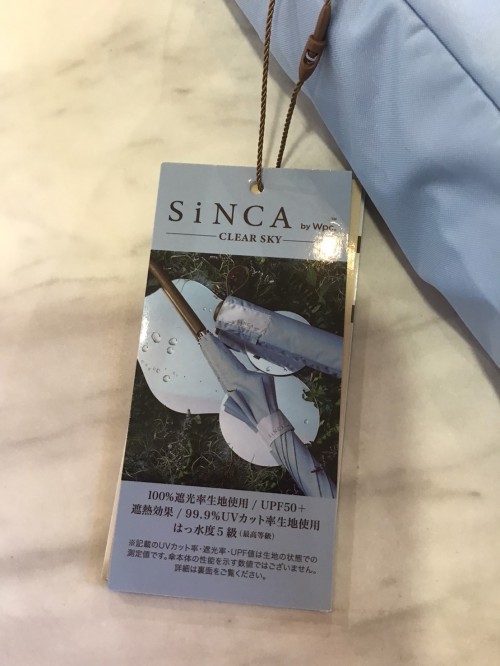 SiNCA by Wpc.
CLEAR SKY
100%遮光率生地使用 / UPF50+
遮熱効果 / 99.9%UVカット率生地使用
はっ水度5級(最高等級)
※記載のUVカット率・遮光率・UPF値は生地の状態での
測定値です。傘本体の性能を示す数値ではございません。
詳細は裏面をご覧ください。